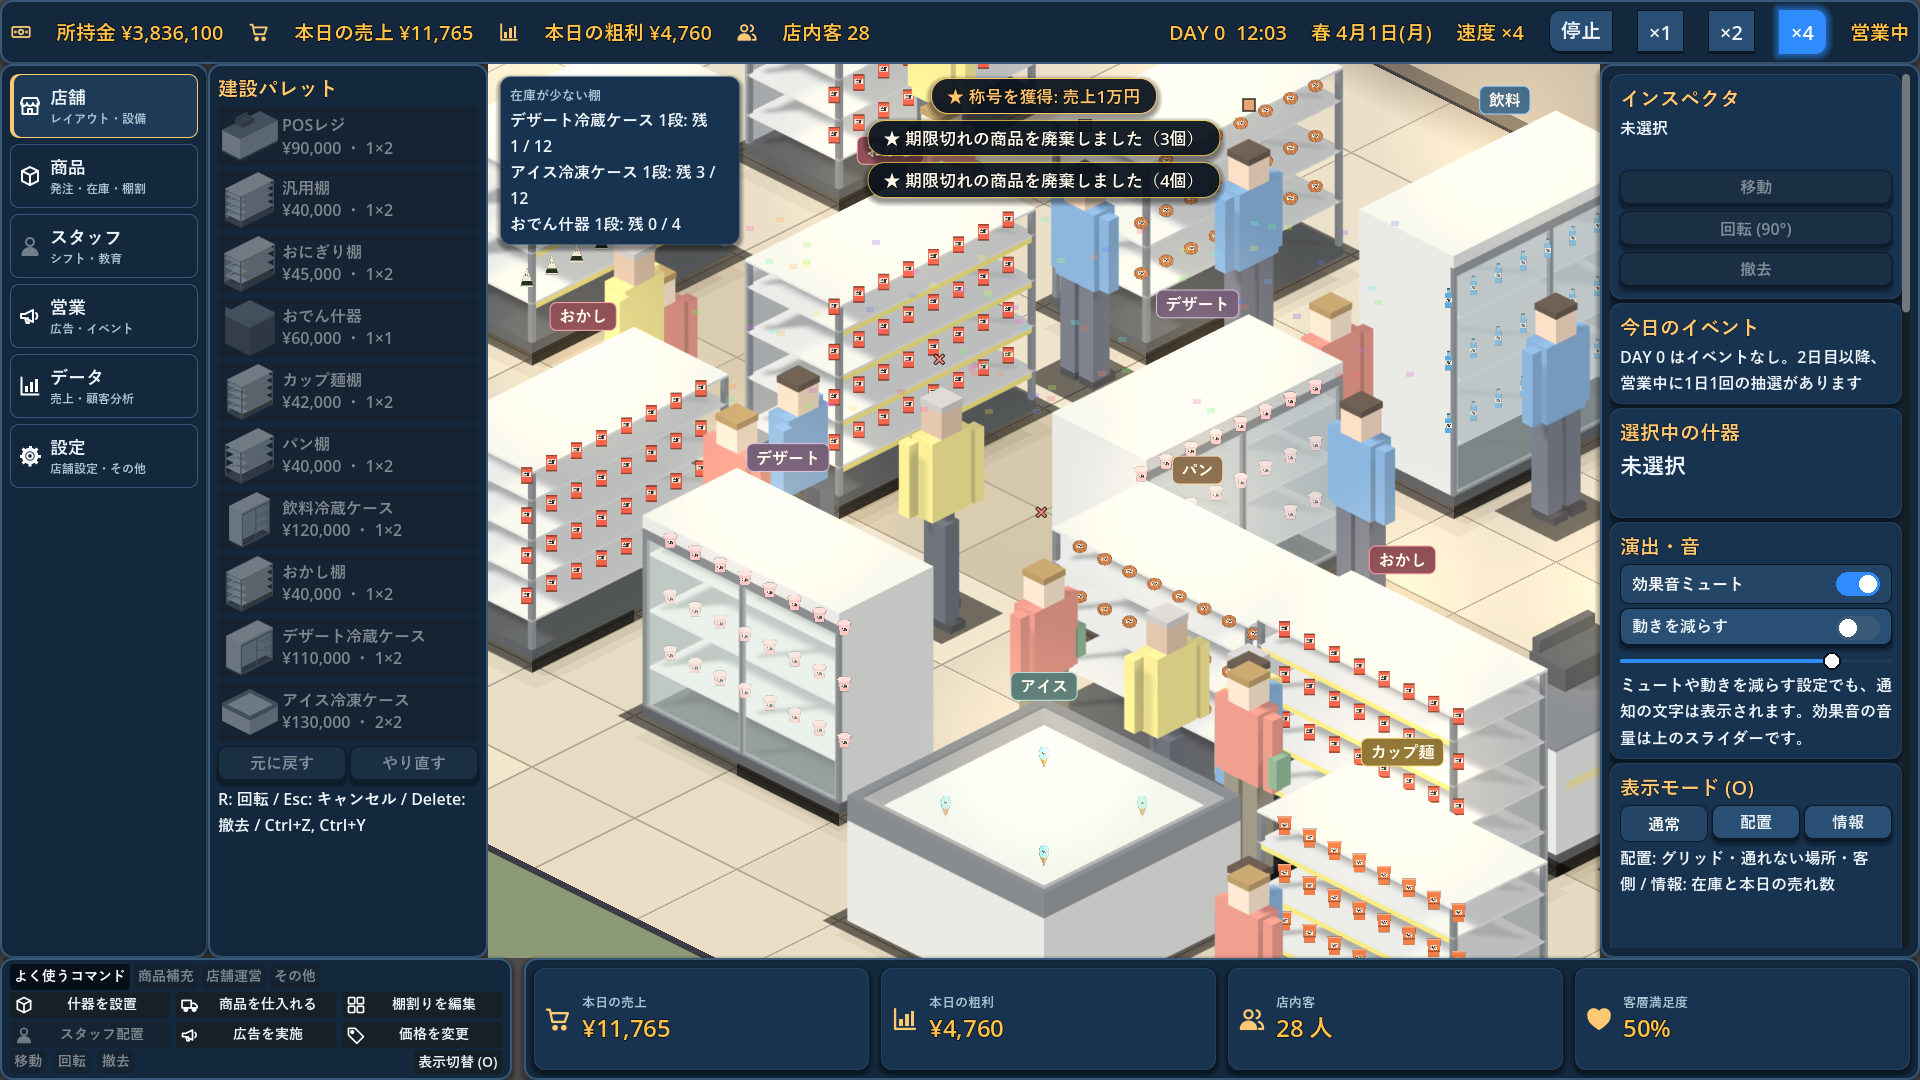 所持金 ¥3,836,100
本日の売上 ¥11,765
本日の粗利 ¥4,760
店内客 28
DAY 0 12:03
春 4月1日(月)
速度 ×4
停止
×1
×2
×4
営業中
店舗
レイアウト・設備
商品
発注・在庫・棚割
スタッフ
シフト・教育
営業
広告・イベント
データ
売上・顧客分析
設定
店舗設定・その他
建設パレット
POSレジ
¥90,000 ・ 1×2
汎用棚
¥40,000 ・ 1×2
おにぎり棚
¥45,000 ・ 1×2
おでん什器
¥60,000 ・ 1×1
カップ麺棚
¥42,000 ・ 1×2
パン棚
¥40,000 ・ 1×2
飲料冷蔵ケース
¥120,000 ・ 1×2
おかし棚
¥40,000 ・ 1×2
デザート冷蔵ケース
¥110,000 ・ 1×2
アイス冷凍ケース
¥130,000 ・ 2×2
元に戻す
やり直す
R: 回転 / Esc: キャンセル / Delete:
撤去 / Ctrl+Z, Ctrl+Y
在庫が少ない棚
デザート冷蔵ケース 1段: 残
1 / 12
アイス冷凍ケース 1段: 残 3 /
12
おでん什器 1段: 残 0 / 4
★ 称号を獲得: 売上1万円
★ 期限切れの商品を廃棄しました（3個）
★ 期限切れの商品を廃棄しました（4個）
飲料
デザート
おかし
デザート
パン
おかし
アイス
カップ麺
インスペクタ
未選択
移動
回転 (90°)
撤去
今日のイベント
DAY 0 はイベントなし。2日目以降、
営業中に1日1回の抽選があります
選択中の什器
未選択
演出・音
効果音ミュート
動きを減らす
ミュートや動きを減らす設定でも、通
知の文字は表示されます。効果音の音
量は上のスライダーです。
表示モード (O)
通常
配置
情報
配置: グリッド・通れない場所・客
側 / 情報: 在庫と本日の売れ数
よく使うコマンド
商品補充
店舗運営
その他
什器を設置
商品を仕入れる
棚割りを編集
スタッフ配置
広告を実施
価格を変更
移動
回転
撤去
表示切替 (O)
本日の売上
¥11,765
本日の粗利
¥4,760
店内客
28 人
客層満足度
50%